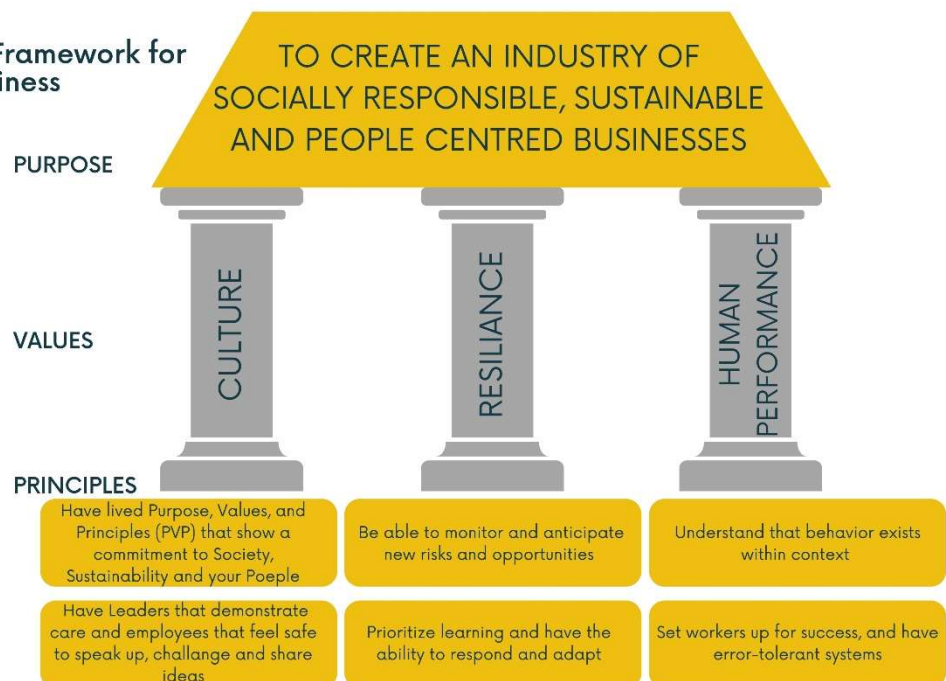 Framework for
iness
TO CREATE AN INDUSTRY OF
SOCIALLY RESPONSIBLE, SUSTAINABLE
AND PEOPLE CENTRED BUSINESSES
PURPOSE
VALUES
CULTURE
RESILIANCE
HUMAN
PERFORMANCE
PRINCIPLES
Have lived Purpose, Values, and
Principles (PVP) that show a
commitment to Society,
Sustainability and your Poeple
Be able to monitor and anticipate
new risks and opportunities
Understand that behavior exists
within context
Have Leaders that demonstrate
care and employees that feel safe
to speak up, challange and share
ideas
Prioritize learning and have the
ability to respond and adapt
Set workers up for success, and have
error-tolerant systems